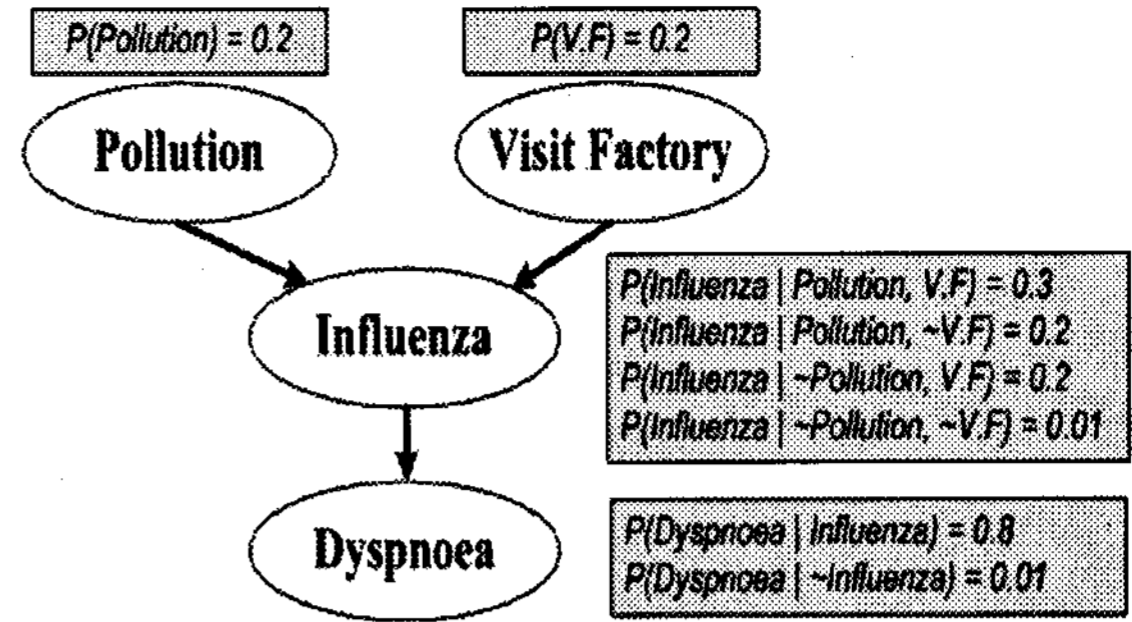 P(Pollution) = 0.2
P(V.F) = 0.2
Pollution
Visit Factory
Influenza
P(Influenza | Pollution, V.F) = 0.3
P(Influenza | Pollution, ~V.F) = 0.2
P(Influenza | ~Pollution, V.F) = 0.2
P(Influenza | ~Pollution, ~V.F) = 0.01
Dyspnoea
P(Dyspnoea | Influenza) = 0.8
P(Dyspnoea | ~Influenza) = 0.01